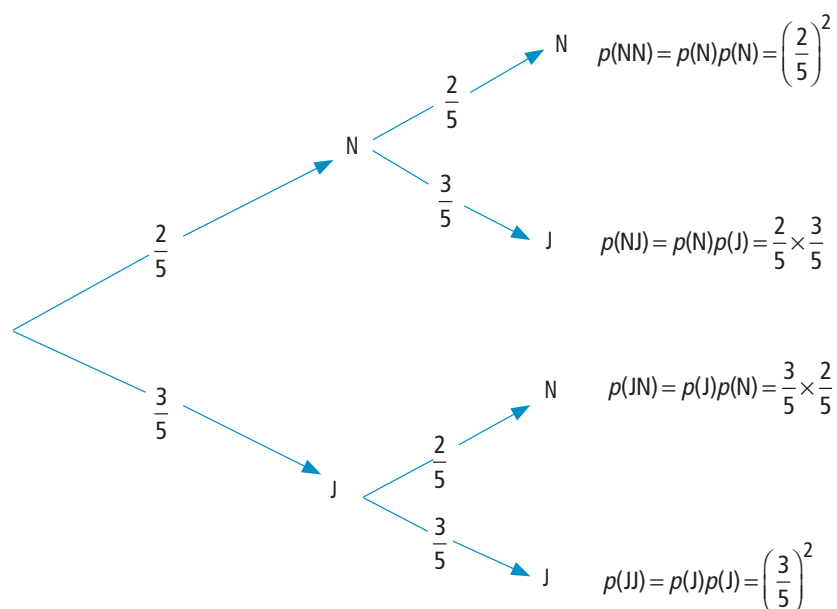 N p(NN) = p(N)p(N) = (2/5)²
2/5
N
3/5
J p(NJ) = p(N)p(J) = 2/5 × 3/5
2/5
3/5
N p(JN) = p(J)p(N) = 3/5 × 2/5
2/5
J
3/5
J p(JJ) = p(J)p(J) = (3/5)²